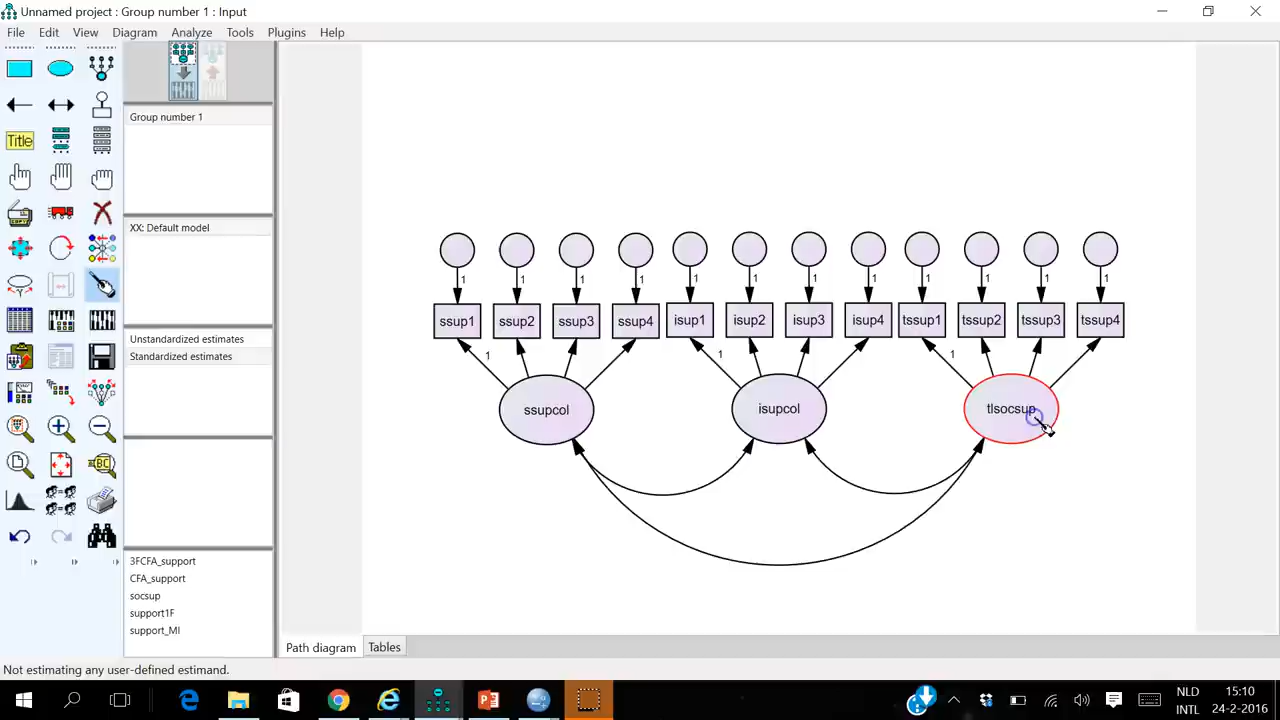 Unnamed project : Group number 1 : Input
File Edit View Diagram Analyze Tools Plugins Help
Title
BC
Group number 1
XX: Default model
Unstandardized estimates
Standardized estimates
3FCFA_support
CFA_support
socsup
support1F
support_MI
1 1 1 1 1 1 1 1 1 1 1 1
ssup1 ssup2 ssup3 ssup4 isup1 isup2 isup3 isup4 tssup1 tssup2 tssup3 tssup4
1 1 1
ssupcol isupcol tlsocsup
Path diagram Tables
Not estimating any user-defined estimand.
NLD 15:10
INTL 24-2-2016